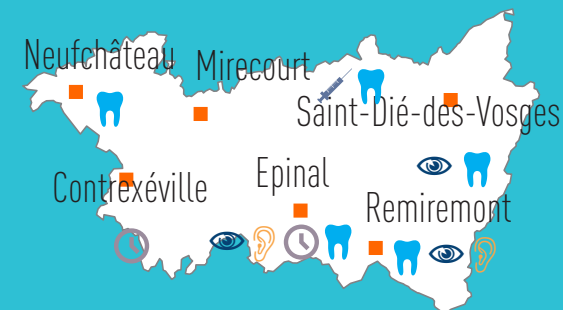 Neufchâteau
Mirecourt
Saint-Dié-des-Vosges
Contrexéville
Epinal
Remiremont